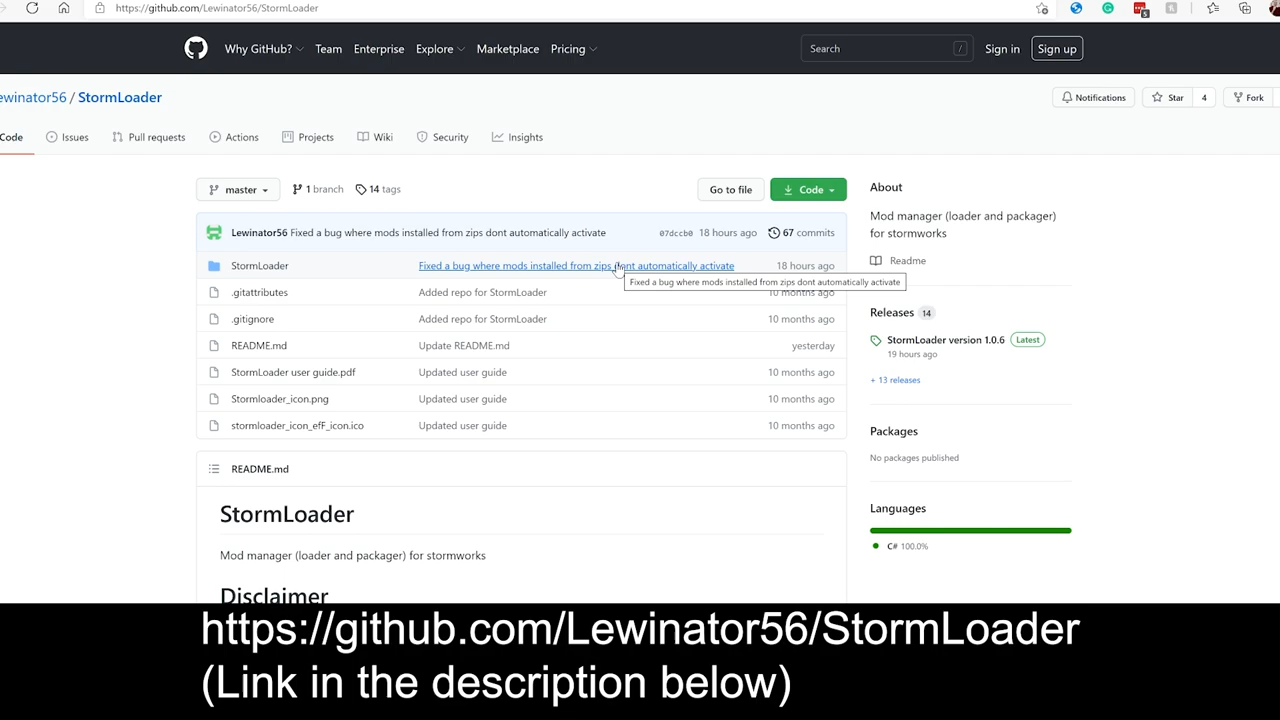 https://github.com/Lewinator56/StormLoader
Why GitHub? Team Enterprise Explore Marketplace Pricing Search / Sign in Sign up
ewinator56 / StormLoader Notifications Star 4 Fork
Code Issues Pull requests Actions Projects Wiki Security Insights
master 1 branch 14 tags Go to file Code
Lewinator56 Fixed a bug where mods installed from zips dont automatically activate 07dccb0 18 hours ago 67 commits
StormLoader Fixed a bug where mods installed from zips dont automatically activate 18 hours ago
Fixed a bug where mods installed from zips dont automatically activate
.gitattributes Added repo for StormLoader 10 months ago
.gitignore Added repo for StormLoader 10 months ago
README.md Update README.md yesterday
StormLoader user guide.pdf Updated user guide 10 months ago
Stormloader_icon.png Updated user guide 10 months ago
stormloader_icon_efF_icon.ico Updated user guide 10 months ago
README.md
StormLoader
Mod manager (loader and packager) for stormworks
Disclaimer
About
Mod manager (loader and packager)
for stormworks
Readme
Releases 14
StormLoader version 1.0.6 Latest
19 hours ago
+ 13 releases
Packages
No packages published
Languages
C# 100.0%
https://github.com/Lewinator56/StormLoader
(Link in the description below)